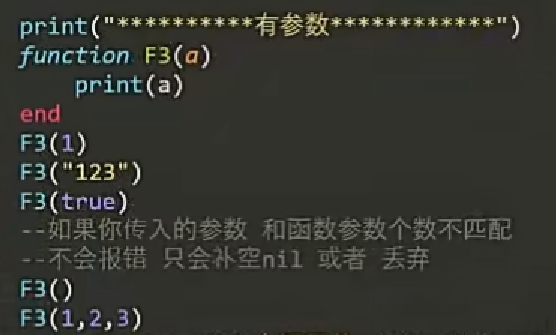 print("**********有参数************")
function F3(a)
    print(a)
end
F3(1)
F3("123")
F3(true)
--如果你传入的参数 和函数参数个数不匹配
--不会报错 只会补空nil 或者 丢弃
F3()
F3(1,2,3)